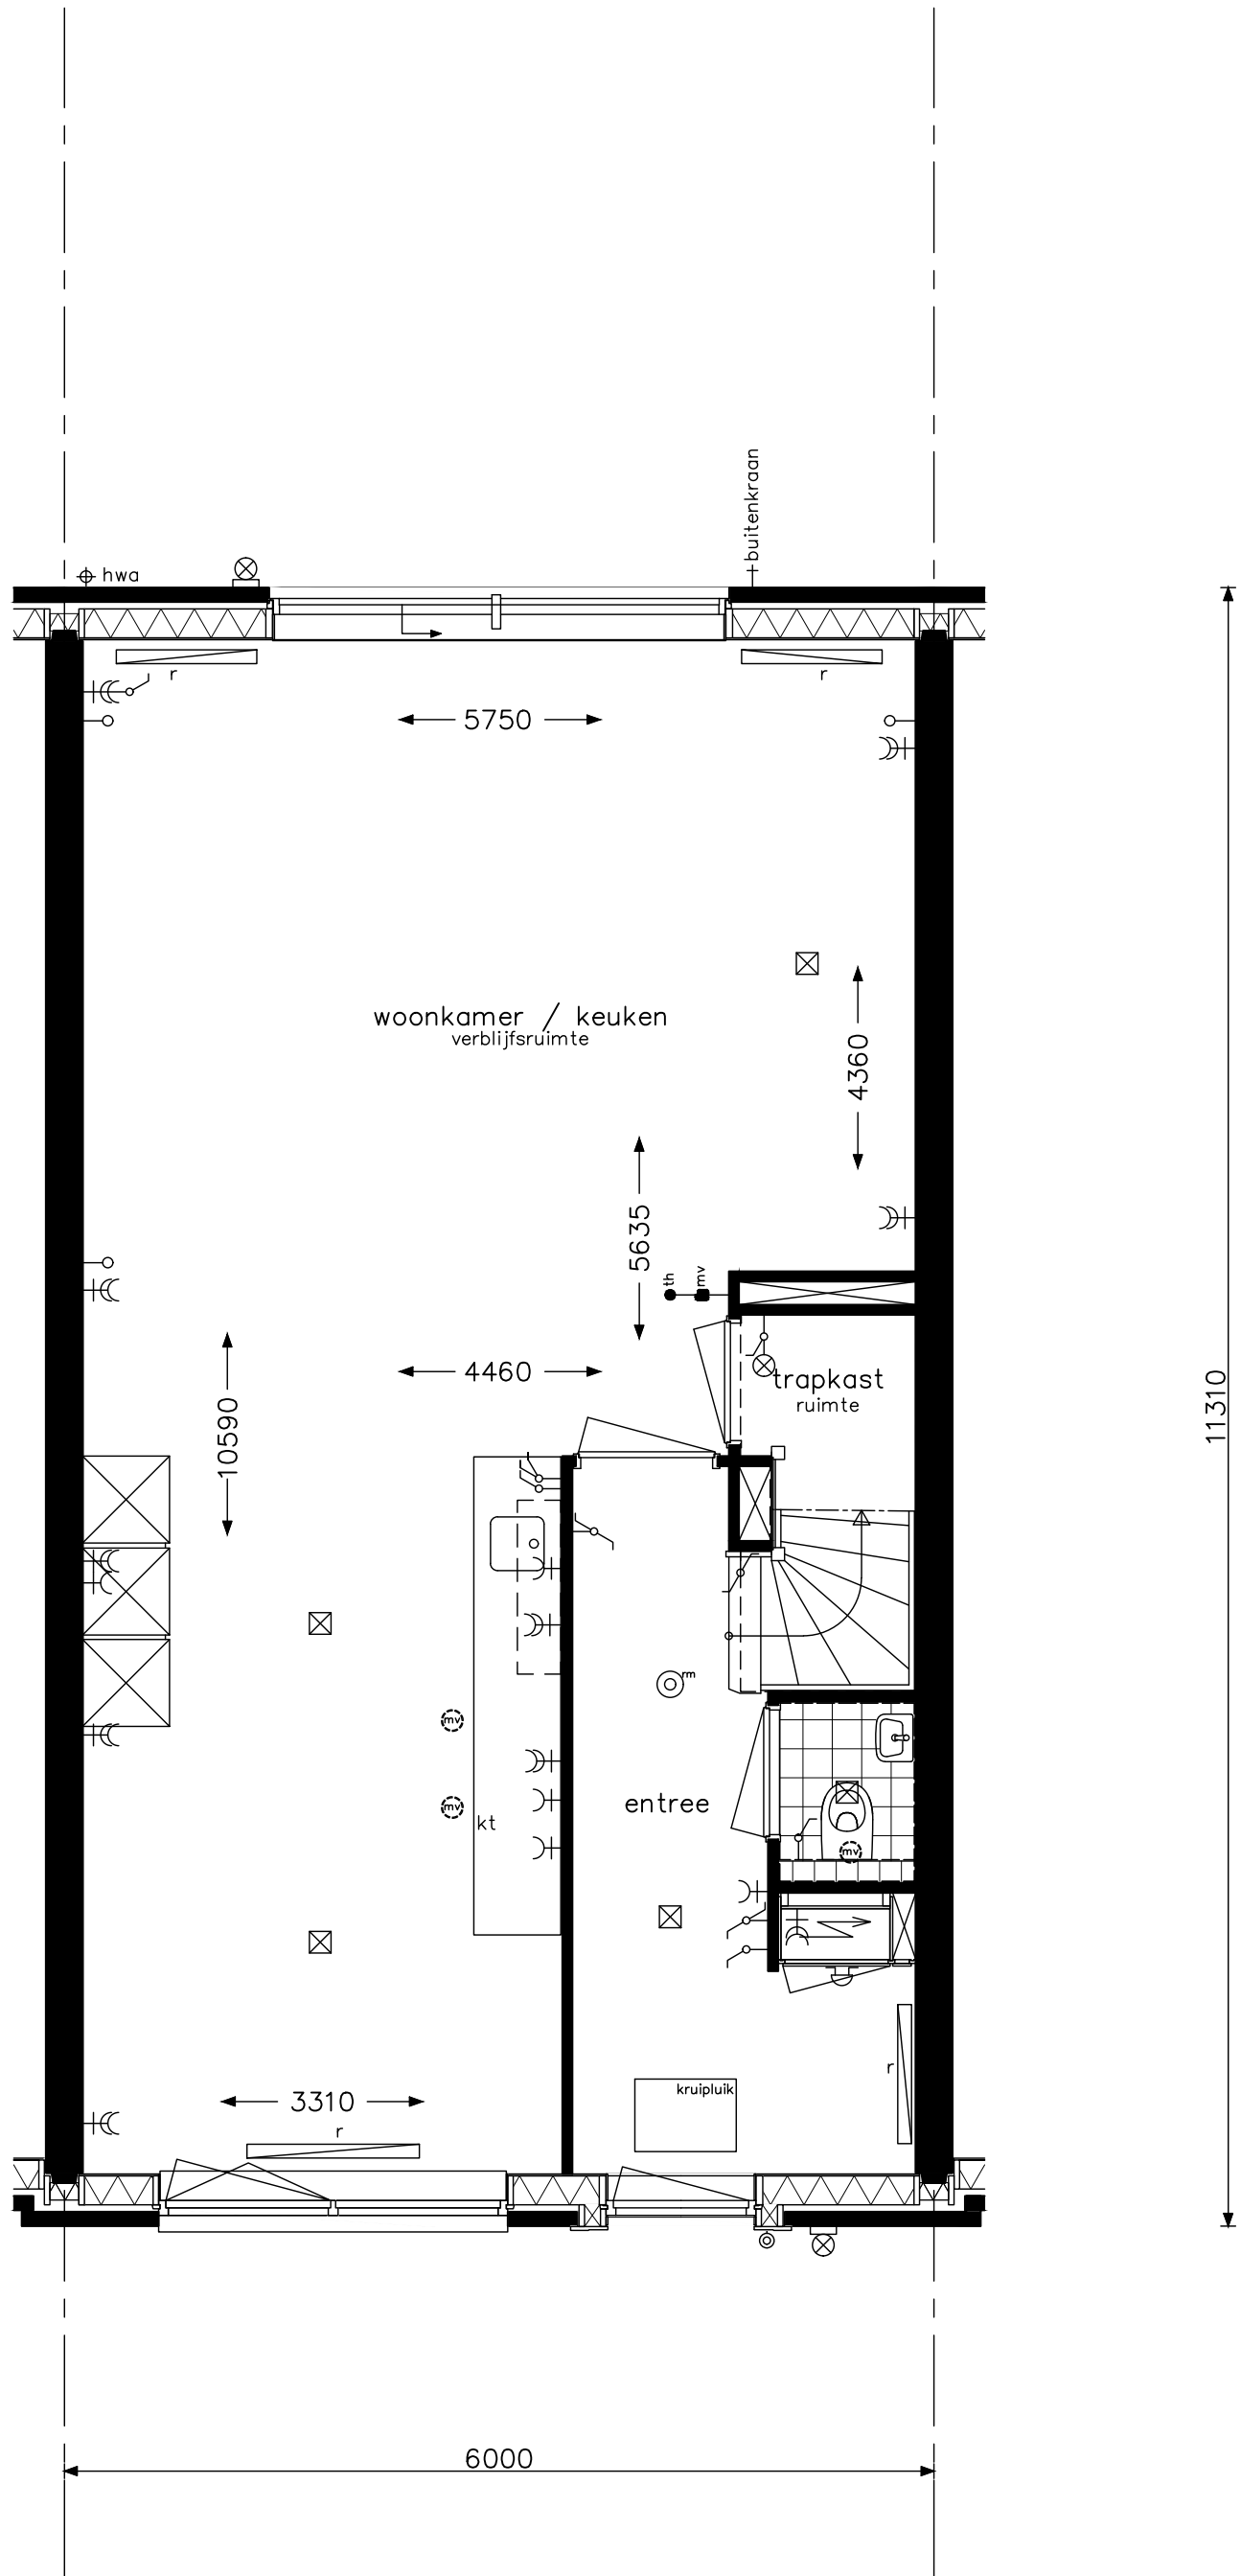 buitenkraan
hwa
r
r
5750
woonkamer / keuken
verblijfsruimte
4360
5635
th
mv
4460
trapkast
ruimte
10590
11310
rm
mv
entree
mv
kt
mv
r
kruipluik
3310
r
6000